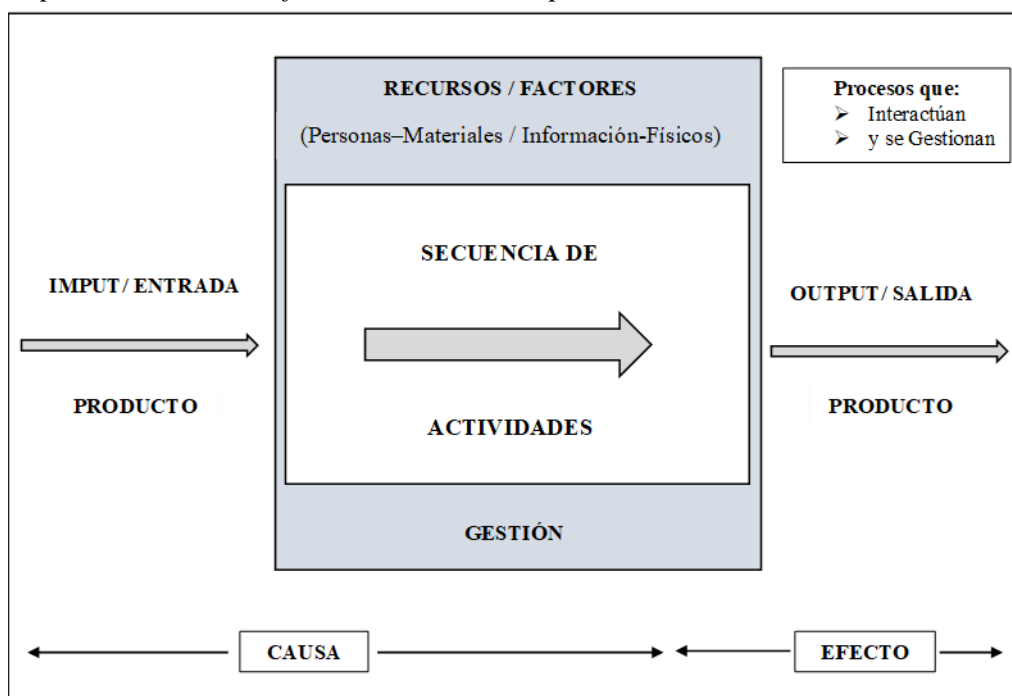 RECURSOS / FACTORES
(Personas–Materiales / Información-Físicos)
Procesos que:
➢ Interactúan
➢ y se Gestionan
SECUENCIA DE
IMPUT/ ENTRADA
OUTPUT/ SALIDA
PRODUCTO
PRODUCTO
ACTIVIDADES
GESTIÓN
CAUSA
EFECTO